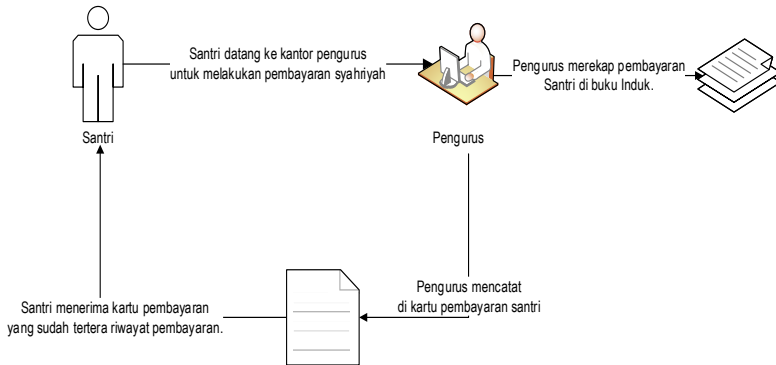 Santri datang ke kantor pengurus
untuk melakukan pembayaran syahriyah
Pengurus merekap pembayaran
Santri di buku Induk.
Santri
Pengurus
Pengurus mencatat
di kartu pembayaran santri
Santri menerima kartu pembayaran
yang sudah tertera riwayat pembayaran.